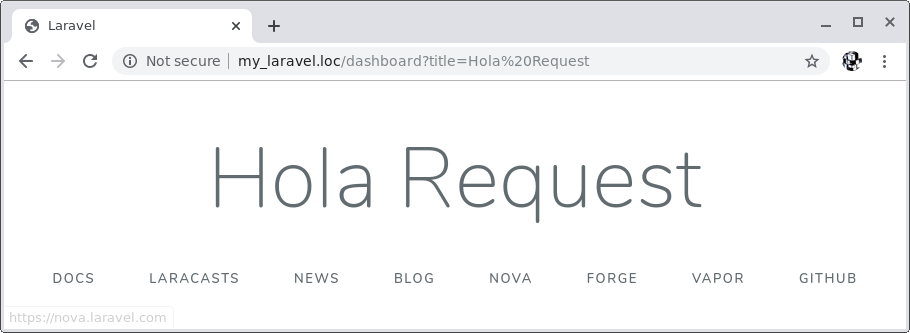 Laravel
Not secure my_laravel.loc/dashboard?title=Hola%20Request
Hola Request
DOCS LARACASTS NEWS BLOG NOVA FORGE VAPOR GITHUB
https://nova.laravel.com